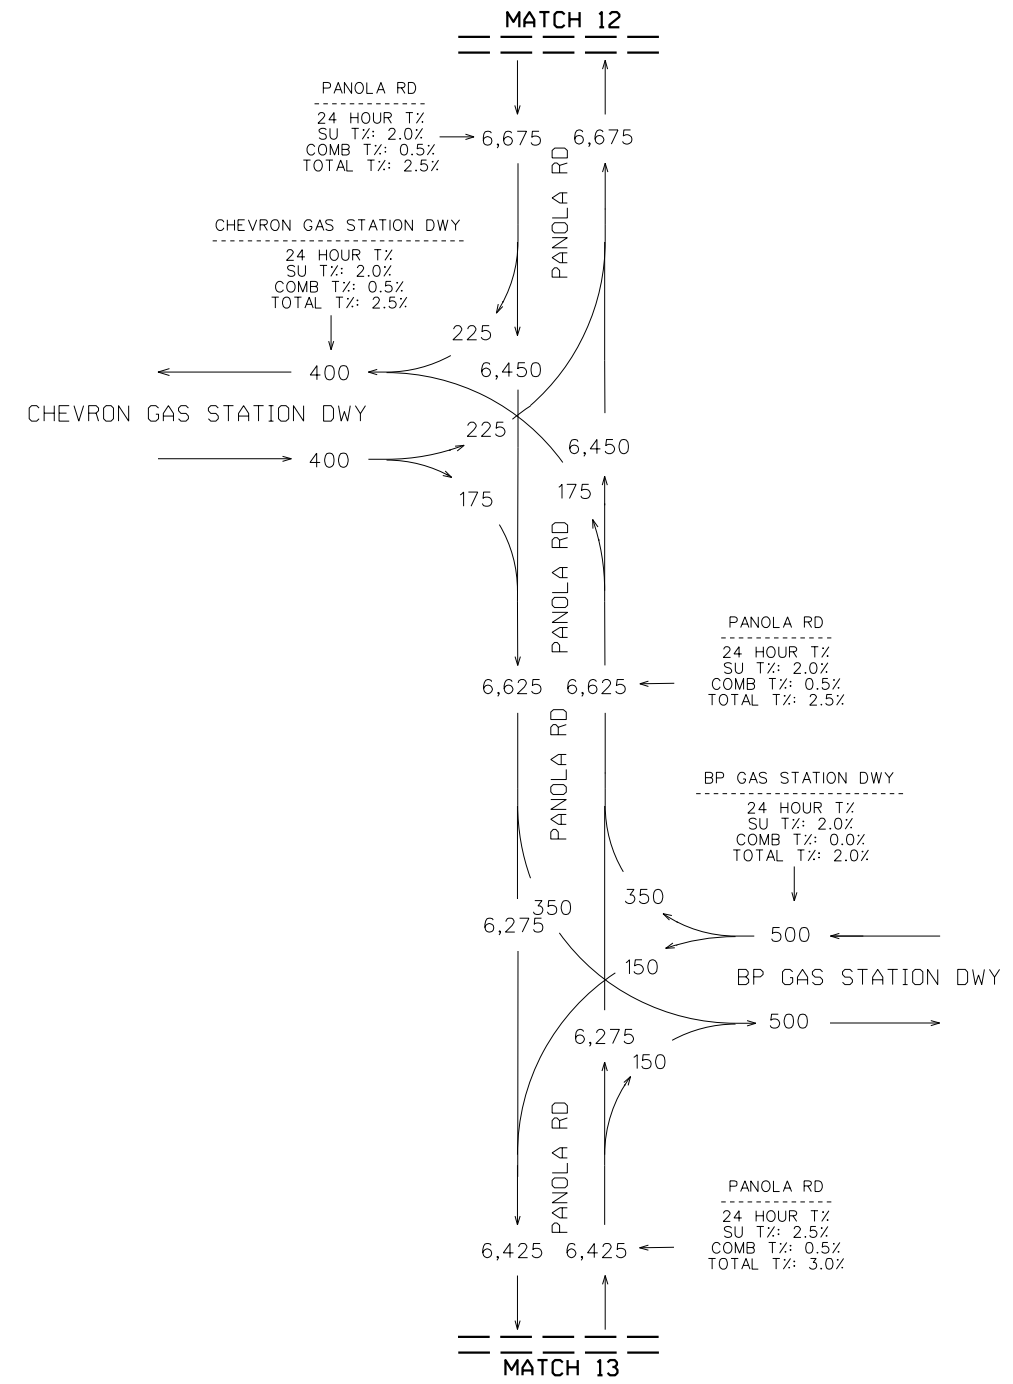 MATCH 12
PANOLA RD
24 HOUR T%
SU T%: 2.0%
COMB T%: 0.5%
TOTAL T%: 2.5%
6,675 6,675
PANOLA RD
CHEVRON GAS STATION DWY
24 HOUR T%
SU T%: 2.0%
COMB T%: 0.5%
TOTAL T%: 2.5%
225
400
6,450
CHEVRON GAS STATION DWY
225
6,450
400
175
175
PANOLA RD
PANOLA RD
24 HOUR T%
SU T%: 2.0%
COMB T%: 0.5%
TOTAL T%: 2.5%
6,625 6,625
PANOLA RD
BP GAS STATION DWY
24 HOUR T%
SU T%: 2.0%
COMB T%: 0.0%
TOTAL T%: 2.0%
350
350
6,275
500
150
BP GAS STATION DWY
500
6,275
150
PANOLA RD
PANOLA RD
24 HOUR T%
SU T%: 2.5%
COMB T%: 0.5%
TOTAL T%: 3.0%
6,425 6,425
MATCH 13